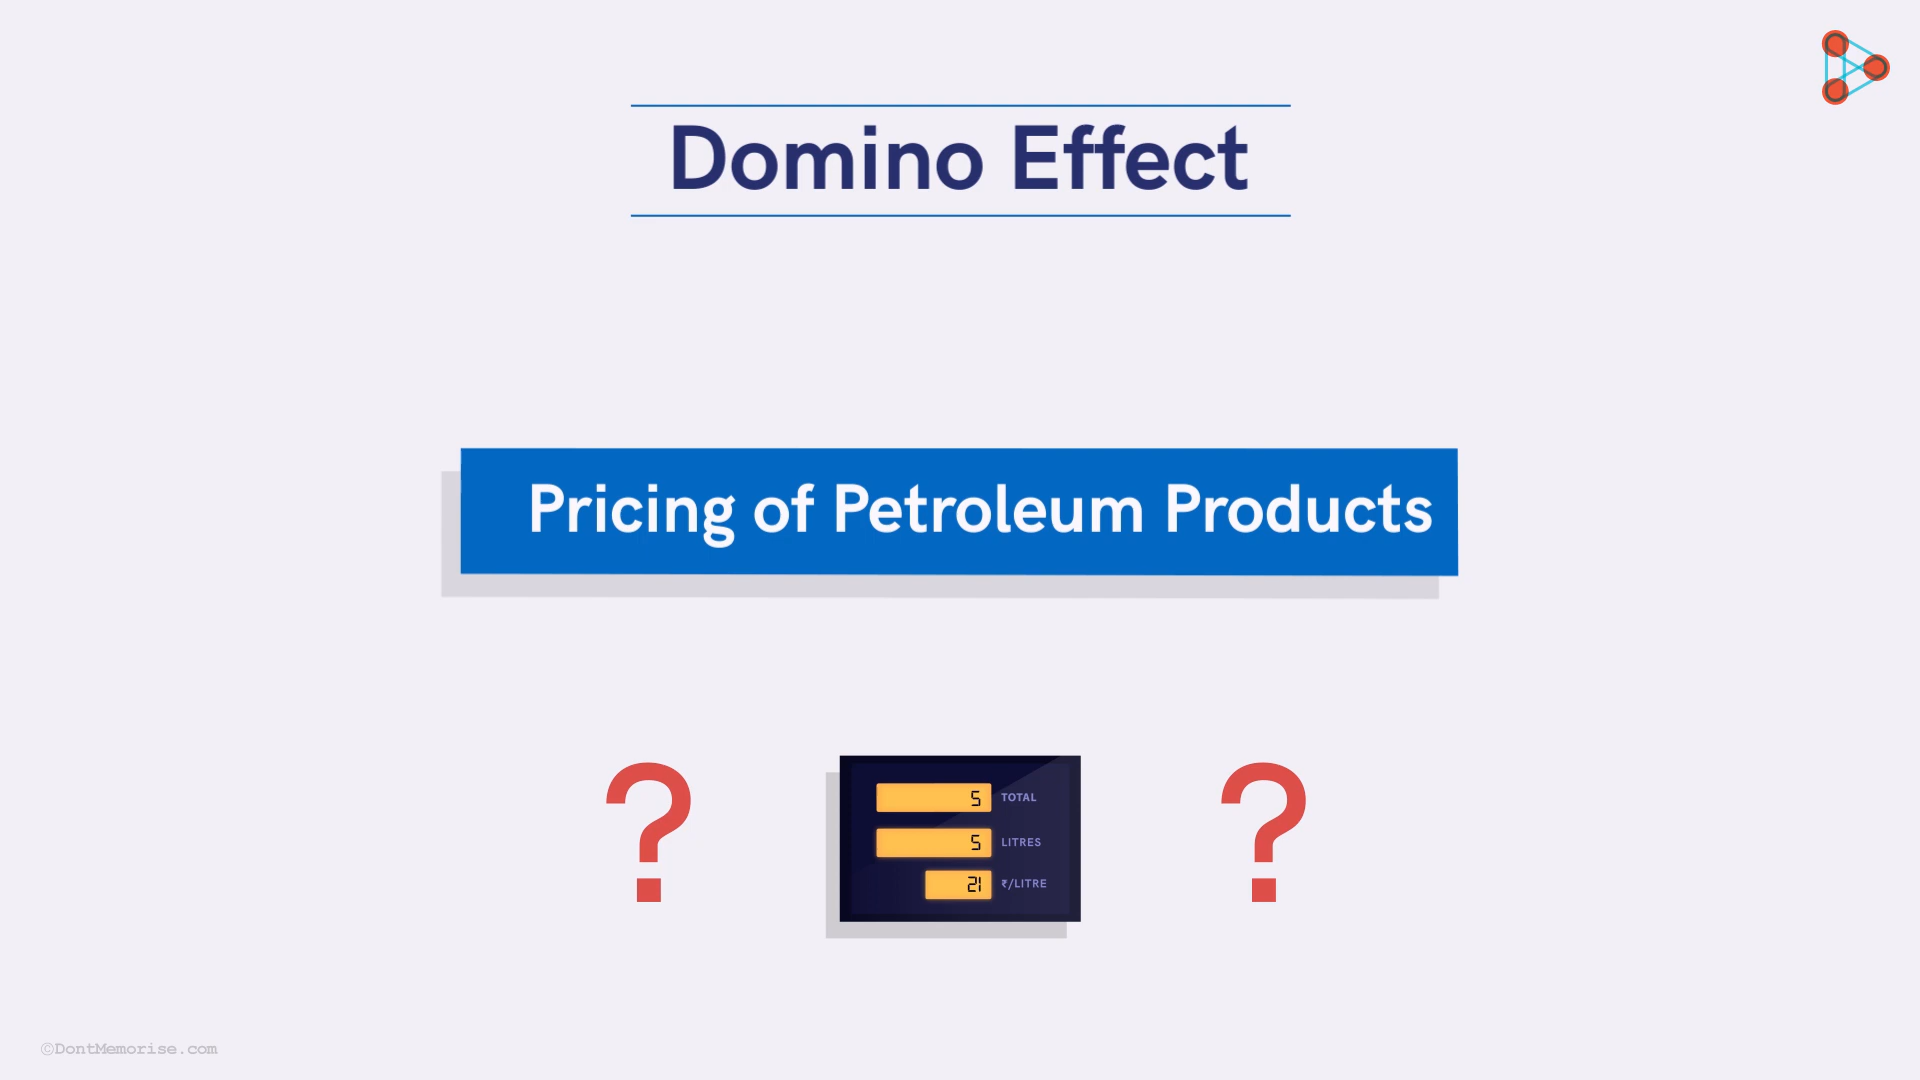 Domino Effect
Pricing of Petroleum Products
? ?
5 TOTAL
5 LITRES
21 ₹/LITRE
©DontMemorise.com